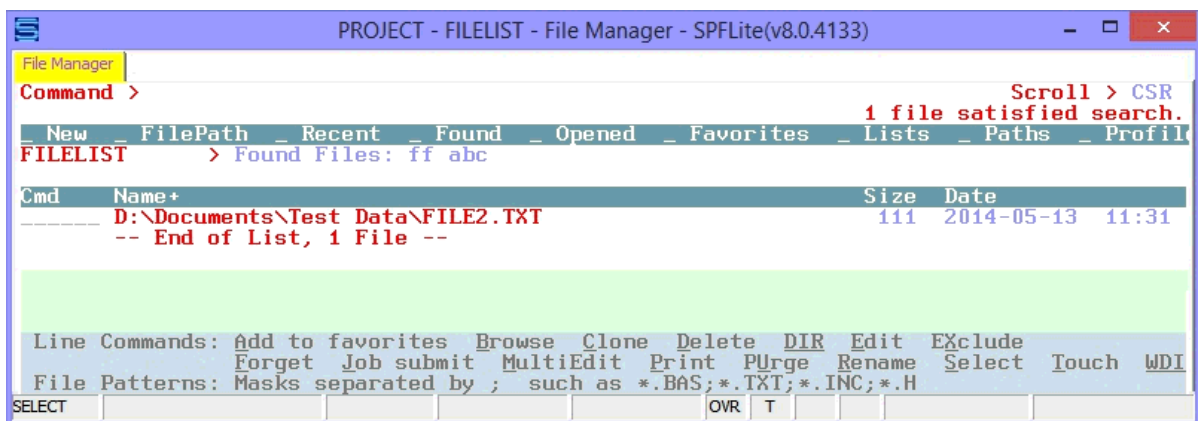 PROJECT - FILELIST - File Manager - SPFLite(v8.0.4133)
File Manager
Command > Scroll > CSR
1 file satisfied search.
_ New _ FilePath _ Recent _ Found _ Opened _ Favorites _ Lists _ Paths _ Profile
FILELIST > Found Files: ff abc
Cmd Name+ Size Date
______ D:\Documents\Test Data\FILE2.TXT 111 2014-05-13 11:31
-- End of List, 1 File --
Line Commands: Add to favorites Browse Clone Delete DIR Edit EXclude
Forget Job submit MultiEdit Print PUrge Rename Select Touch WDI
File Patterns: Masks separated by ; such as *.BAS;*.TXT;*.INC;*.H
SELECT OVR T